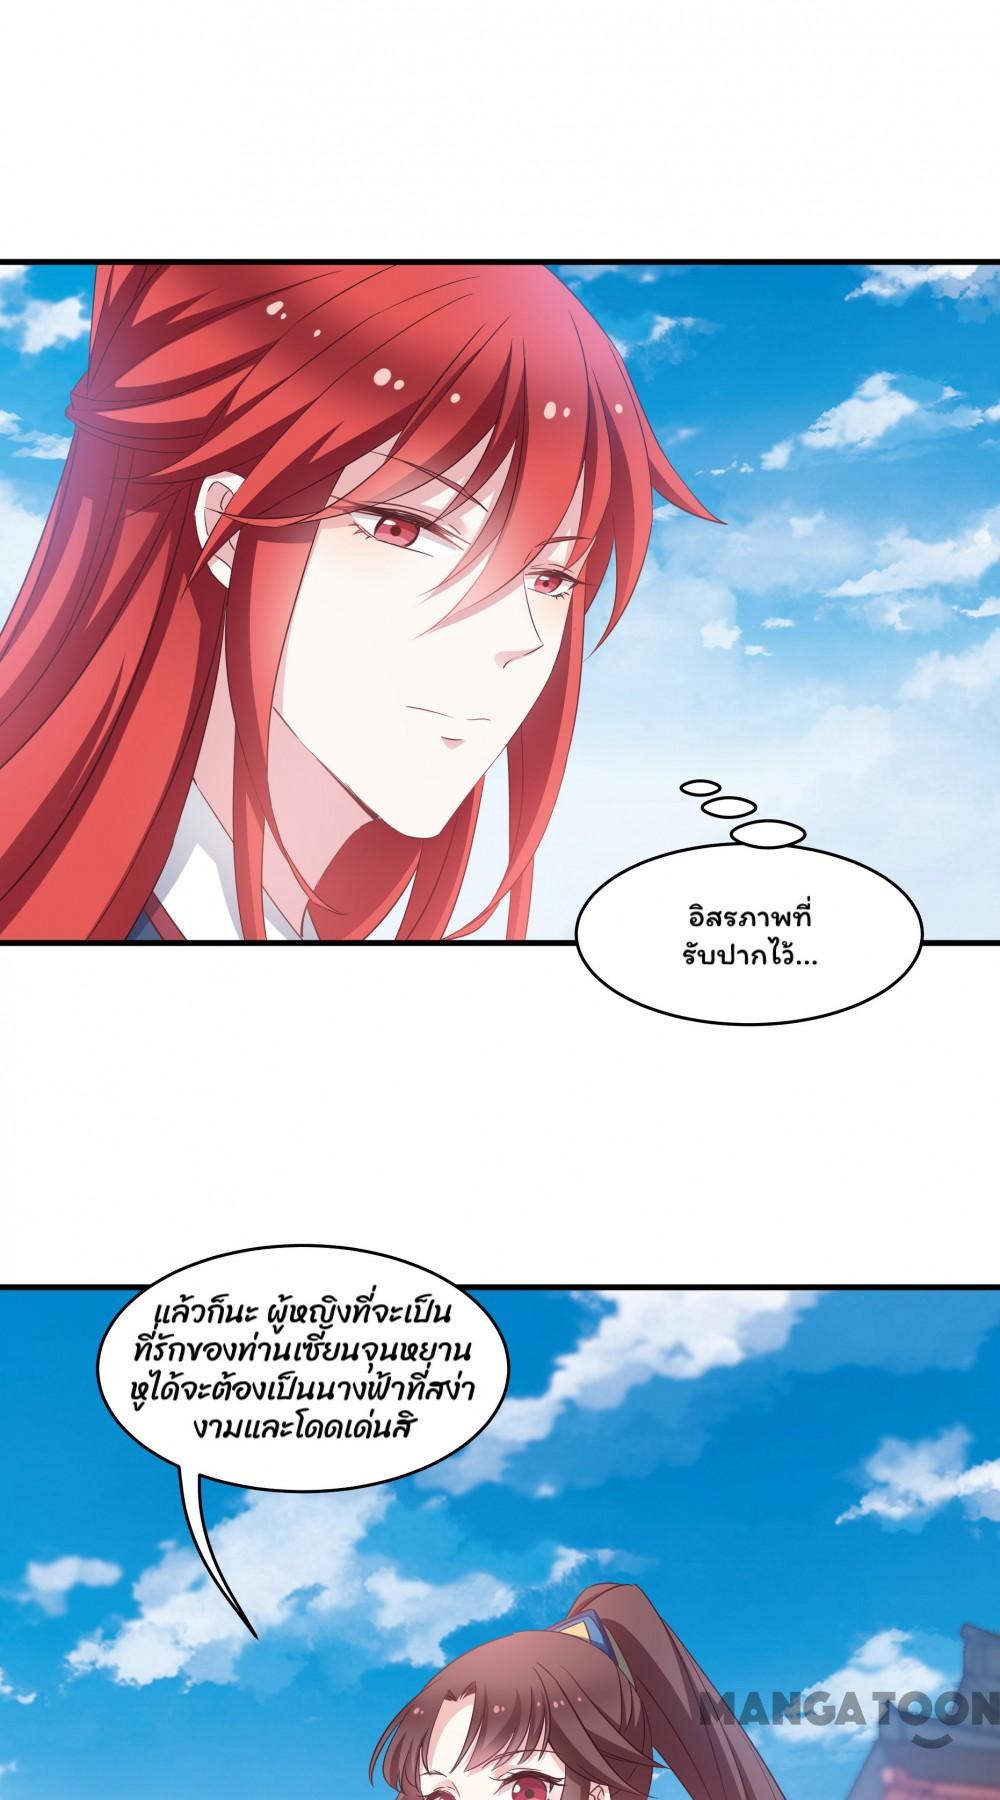 อิสรภาพที่
รับปากไว้...
แล้วก็นะ ผู้หญิงที่จะเป็น
ที่รักของท่านเซียนจุนหยาน
หูได้จะต้องเป็นนางฟ้าที่สง่า
งามและโดดเด่นสิ
MANGATOON